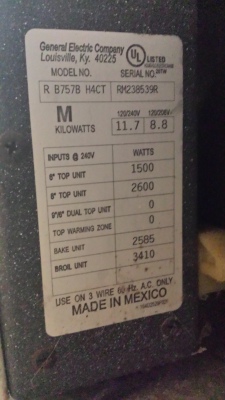 General Electric Company
Louisville, Ky. 40225
UL LISTED
MODEL NO. SERIAL NO.
R B757B H4CT RM238539R
M
KILOWATTS
120/240V 120/208V
11.7 8.8
INPUTS @ 240V WATTS
6" TOP UNIT 1500
8" TOP UNIT 2600
9"/6" DUAL TOP UNIT 0
TOP WARMING ZONE 0
BAKE UNIT 2585
BROIL UNIT 3410
USE ON 3 WIRE 60 Hz. A.C. ONLY.
MADE IN MEXICO